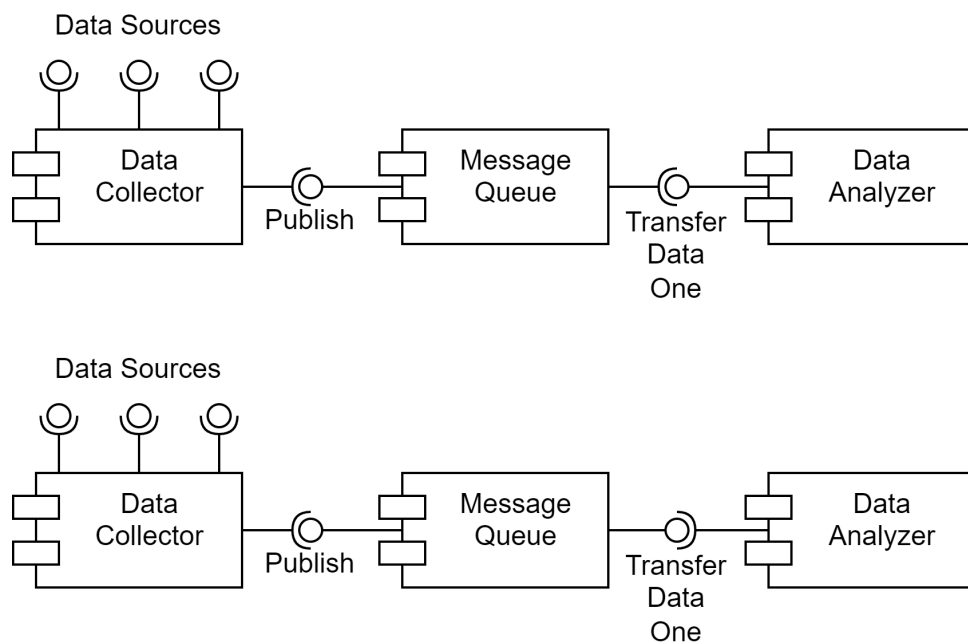 Data Sources
Data
Collector
Publish
Message
Queue
Transfer
Data
One
Data
Analyzer
Data Sources
Data
Collector
Publish
Message
Queue
Transfer
Data
One
Data
Analyzer